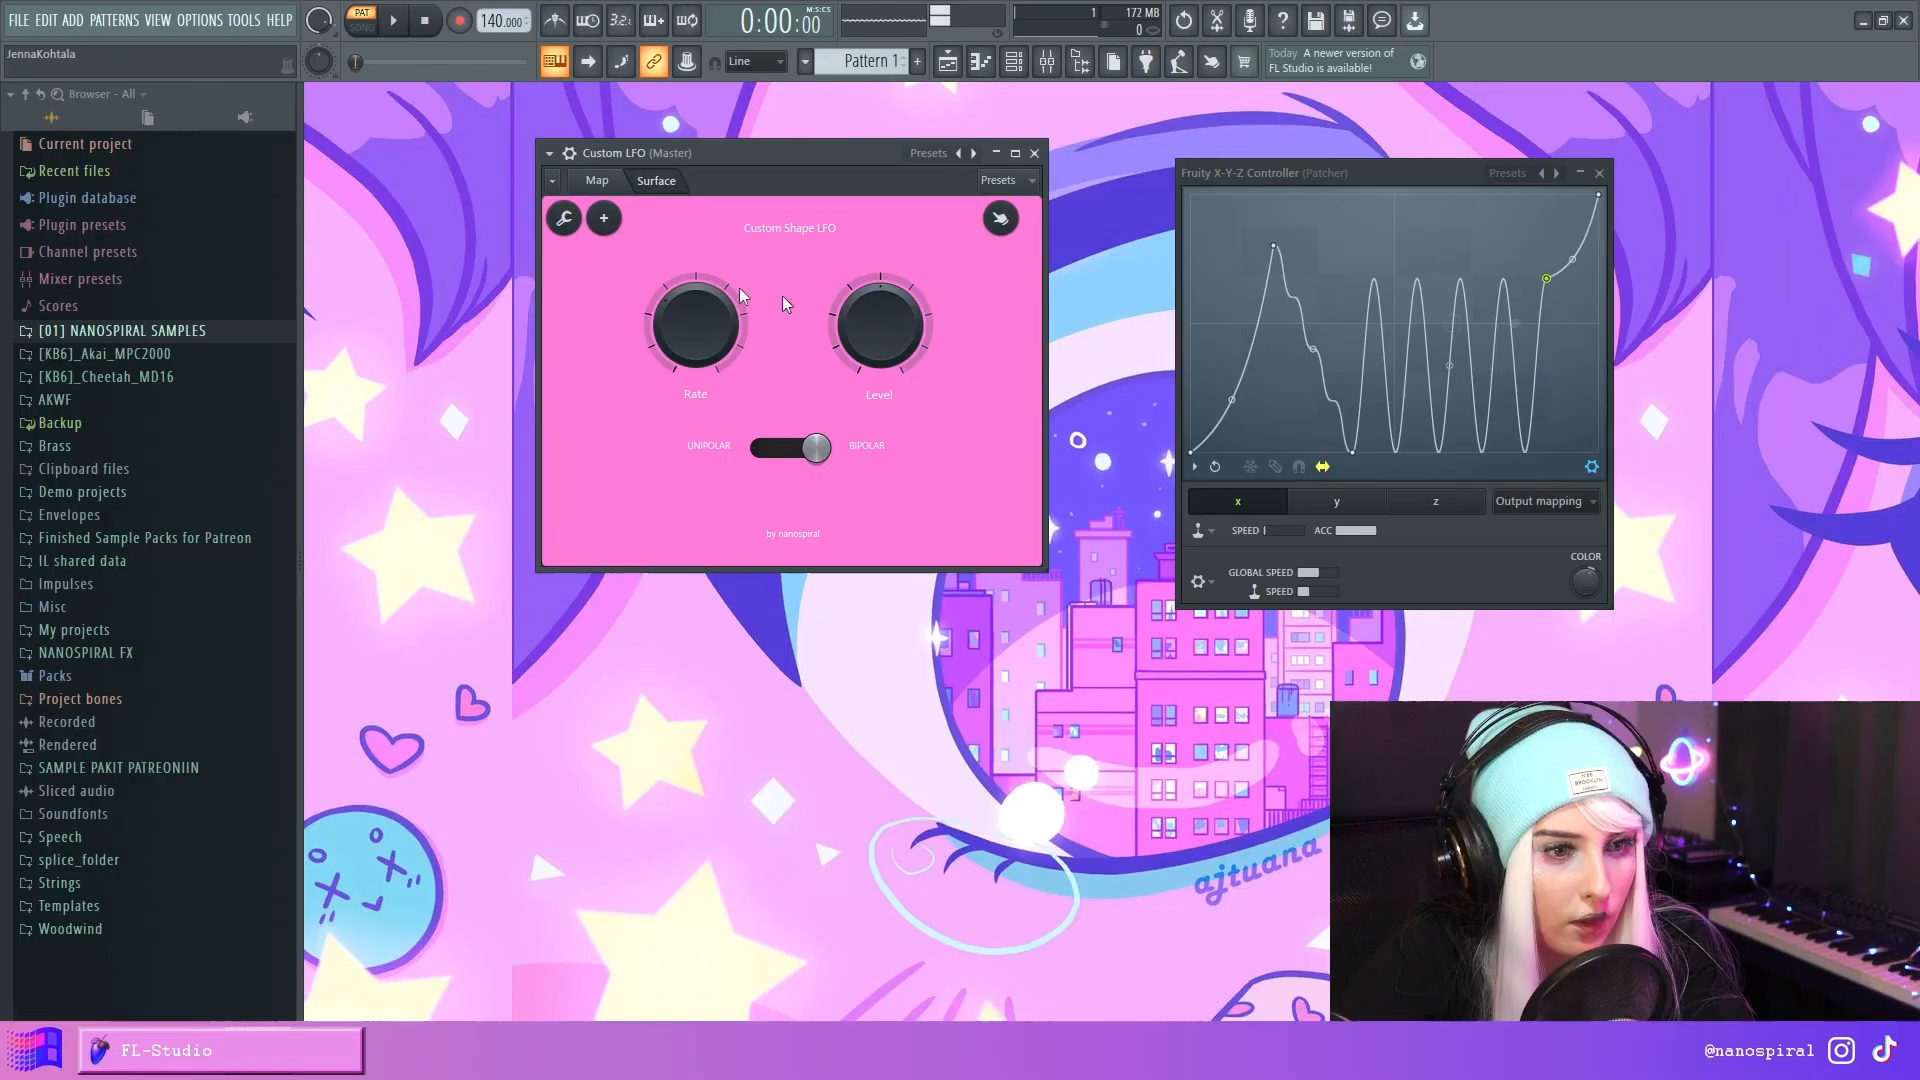 FILE EDIT ADD PATTERNS VIEW OPTIONS TOOLS HELP
JennaKohtala
PAT
SONG
140.000
3.2.
0:00:00
M:S:CS
1
172 MB
0
Line
Pattern 1
Today A newer version of
FL Studio is available!
Browser - All
Current project
Recent files
Plugin database
Plugin presets
Channel presets
Mixer presets
Scores
[01] NANOSPIRAL SAMPLES
[KB6]_Akai_MPC2000
[KB6]_Cheetah_MD16
AKWF
Backup
Brass
Clipboard files
Demo projects
Envelopes
Finished Sample Packs for Patreon
IL shared data
Impulses
Misc
My projects
NANOSPIRAL FX
Packs
Project bones
Recorded
Rendered
SAMPLE PAKIT PATREONIIN
Sliced audio
Soundfonts
Speech
splice_folder
Strings
Templates
Woodwind
Custom LFO (Master)
Presets
Map
Surface
Presets
Custom Shape LFO
Rate
Level
UNIPOLAR
BIPOLAR
by nanospiral
Fruity X-Y-Z Controller (Patcher)
Presets
x
y
z
Output mapping
SPEED
ACC
COLOR
GLOBAL SPEED
SPEED
ajtuana
BROOKLYN
FL-Studio
@nanospiral